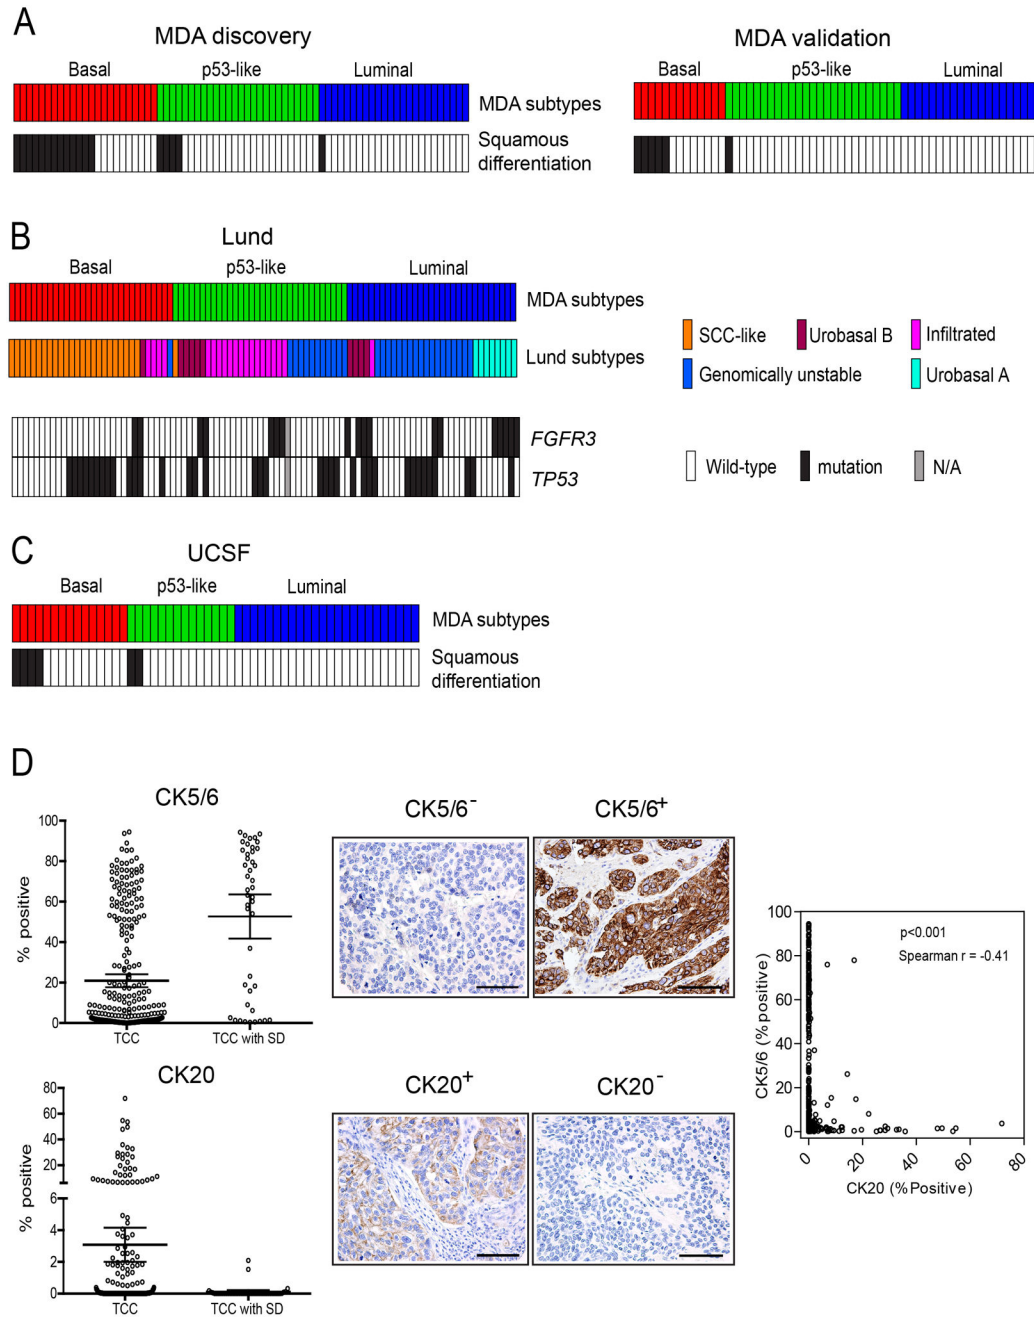 A
MDA discovery
Basal p53-like Luminal
MDA subtypes
Squamous
differentiation
MDA validation
Basal p53-like Luminal
B
Lund
Basal p53-like Luminal
MDA subtypes
Lund subtypes
SCC-like Urobasal B Infiltrated
Genomically unstable Urobasal A
FGFR3
TP53
Wild-type mutation N/A
C
UCSF
Basal p53-like Luminal
MDA subtypes
Squamous
differentiation
D
CK5/6
% positive
100
80
60
40
20
0
TCC TCC with SD
CK5/6⁻ CK5/6⁺
CK20
% positive
80
60
40
20
6
4
2
0
TCC TCC with SD
CK20⁺ CK20⁻
p<0.001
Spearman r = -0.41
CK5/6 (%positive)
100
80
60
40
20
0
0 20 40 60 80
CK20 (%Positive)